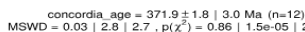 concordia_age = 371.9 ± 1.8 | 3.0 Ma (n=12)
MSWD = 0.03 | 2.8 | 2.7 , p(χ²) = 0.86 | 1.5e-05 | 2